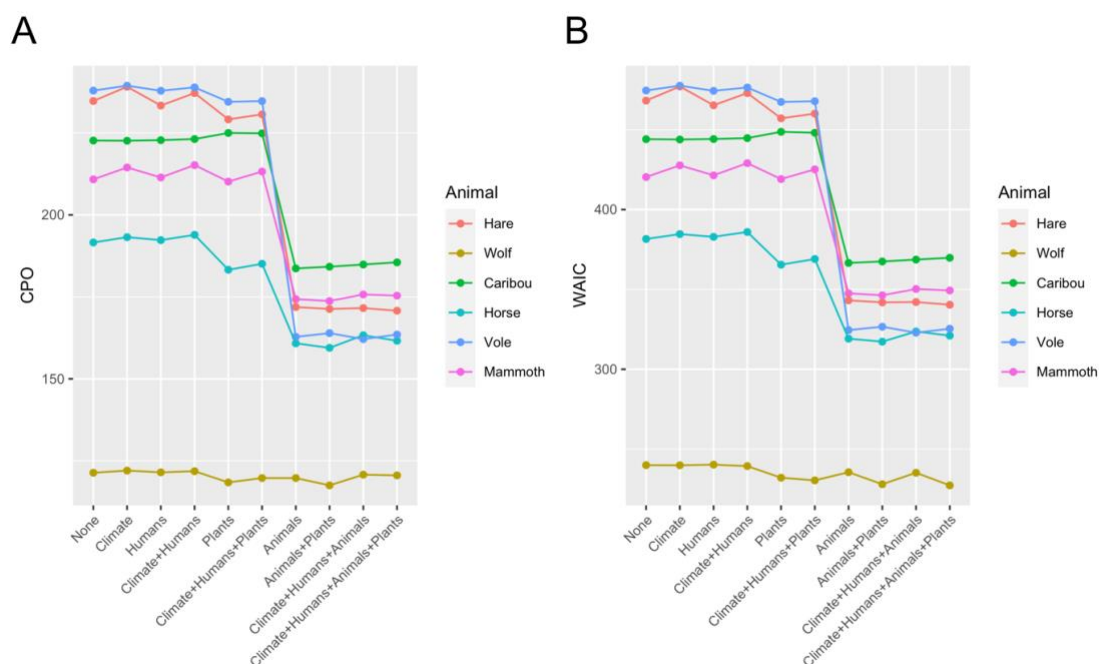 A
B
CPO
200
150
None
Climate
Humans
Climate+Humans
Plants
Climate+Humans+Plants
Animals
Animals+Plants
Climate+Humans+Animals
Climate+Humans+Animals+Plants
Animal
Hare
Wolf
Caribou
Horse
Vole
Mammoth
WAIC
400
300
None
Climate
Humans
Climate+Humans
Plants
Climate+Humans+Plants
Animals
Animals+Plants
Climate+Humans+Animals
Climate+Humans+Animals+Plants
Animal
Hare
Wolf
Caribou
Horse
Vole
Mammoth